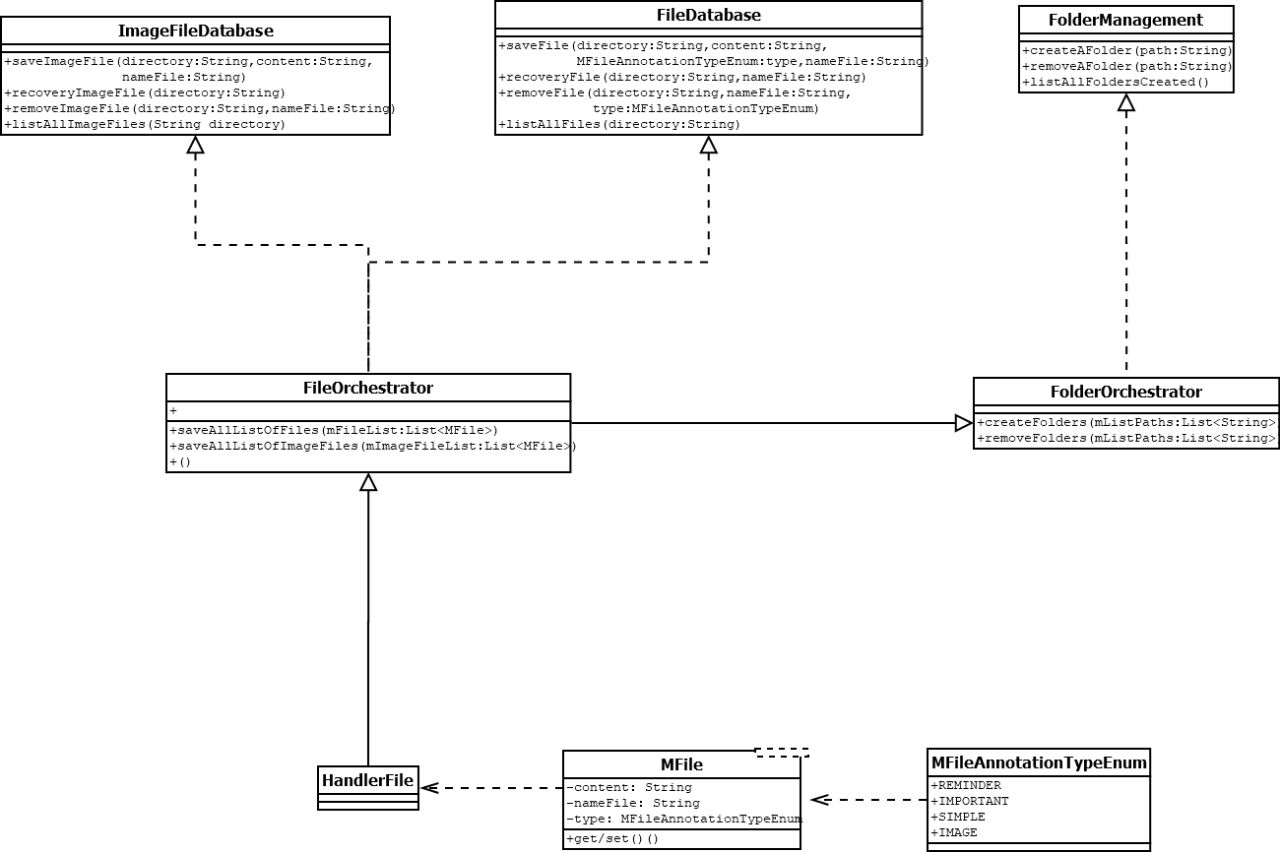 ImageFileDatabase
+saveImageFile(directory:String,content:String,
nameFile:String)
+recoveryImageFile(directory:String)
+removeImageFile(directory:String,nameFile:String)
+listAllImageFiles(String directory)
FileDatabase
+saveFile(directory:String,content:String,
MFileAnnotationTypeEnum:type,nameFile:String)
+recoveryFile(directory:String,nameFile:String)
+removeFile(directory:String,nameFile:String,
type:MFileAnnotationTypeEnum)
+listAllFiles(directory:String)
FolderManagement
+createAFolder(path:String)
+removeAFolder(path:String)
+listAllFoldersCreated()
FileOrchestrator
+
+saveAllListOfFiles(mFileList:List<MFile>)
+saveAllListOfImageFiles(mImageFileList:List<MFile>)
+()
FolderOrchestrator
+createFolders(mListPaths:List<String>
+removeFolders(mListPaths:List<String>
HandlerFile
MFile
-content: String
-nameFile: String
-type: MFileAnnotationTypeEnum
+get/set()()
MFileAnnotationTypeEnum
+REMINDER
+IMPORTANT
+SIMPLE
+IMAGE